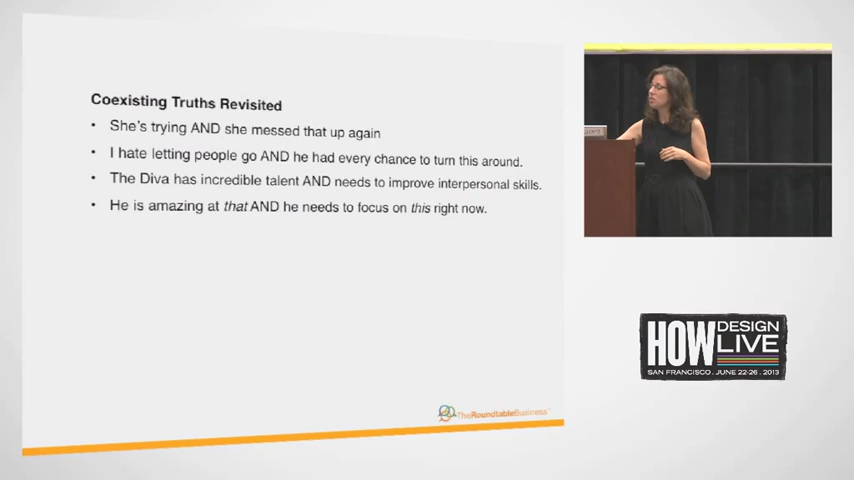 Coexisting Truths Revisited
• She's trying AND she messed that up again
• I hate letting people go AND he had every chance to turn this around.
• The Diva has incredible talent AND needs to improve interpersonal skills.
• He is amazing at that AND he needs to focus on this right now.
TheRoundtableBusiness™
HOW DESIGN LIVE
SAN FRANCISCO . JUNE 22-26 . 2013